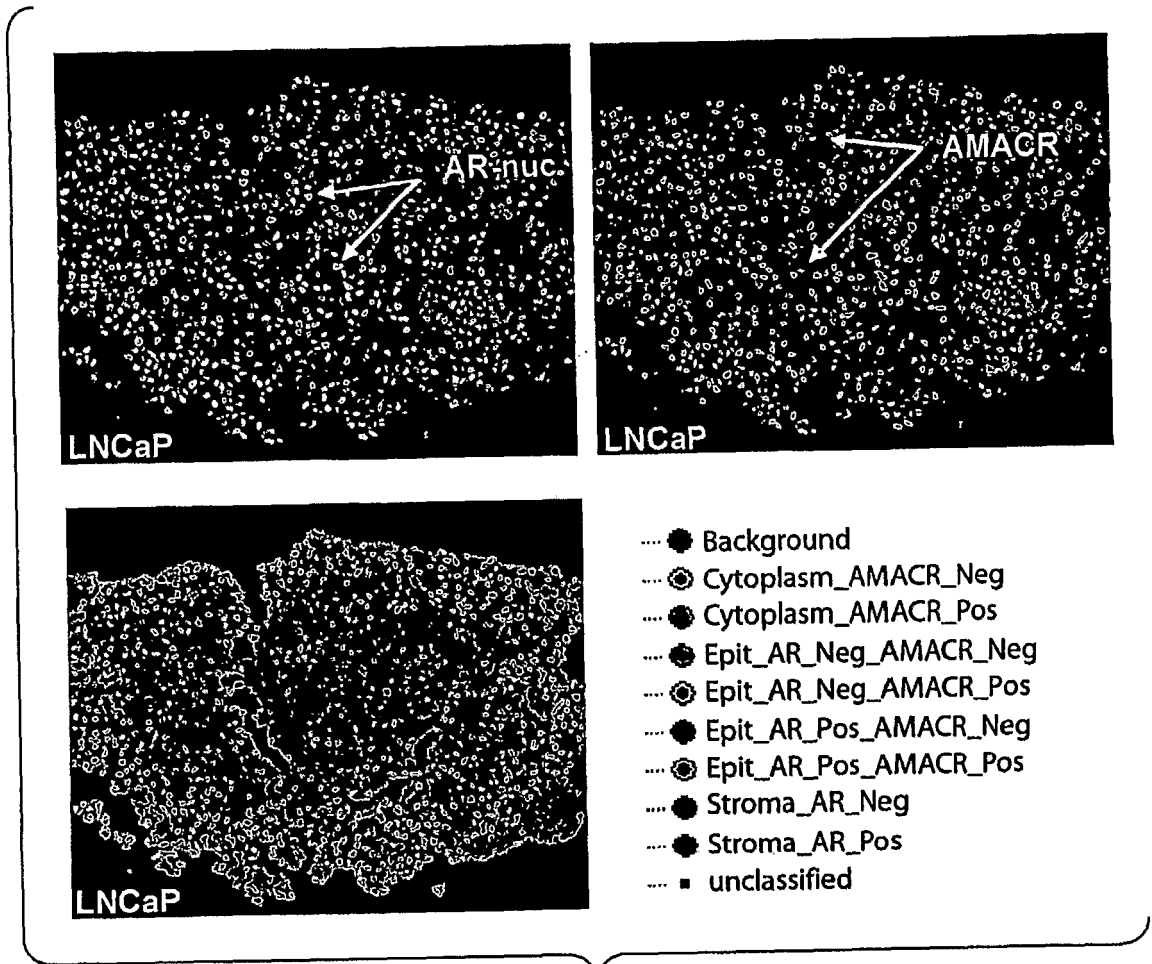 AR-nuc
LNCaP
AMACR
LNCaP
LNCaP
Background
Cytoplasm_AMACR_Neg
Cytoplasm_AMACR_Pos
Epit_AR_Neg_AMACR_Neg
Epit_AR_Neg_AMACR_Pos
Epit_AR_Pos_AMACR_Neg
Epit_AR_Pos_AMACR_Pos
Stroma_AR_Neg
Stroma_AR_Pos
unclassified